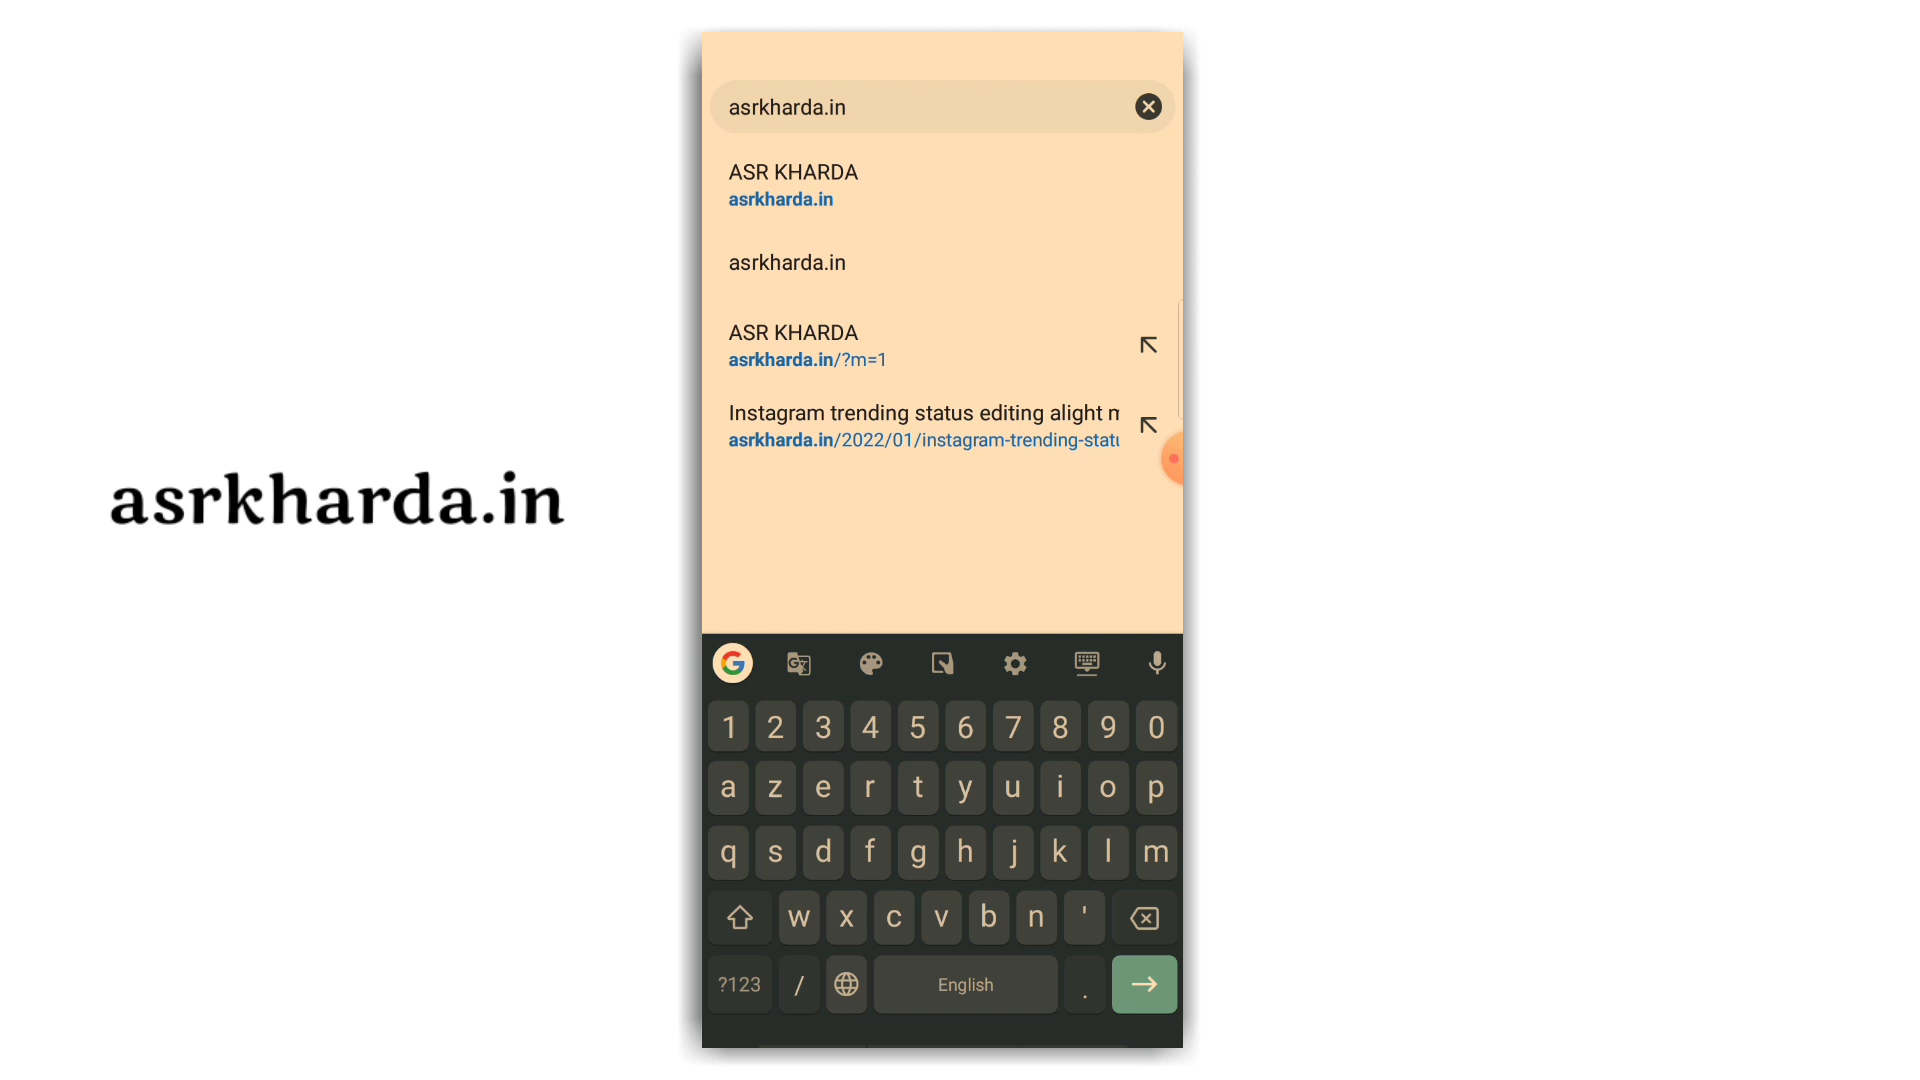 asrkharda.in
asrkharda.in
ASR KHARDA
asrkharda.in
asrkharda.in
ASR KHARDA
asrkharda.in/?m=1
Instagram trending status editing alight
asrkharda.in/2022/01/instagram-trending-statu
1 2 3 4 5 6 7 8 9 0
a z e r t y u i o p
q s d f g h j k l m
w x c v b n '
?123 / English .